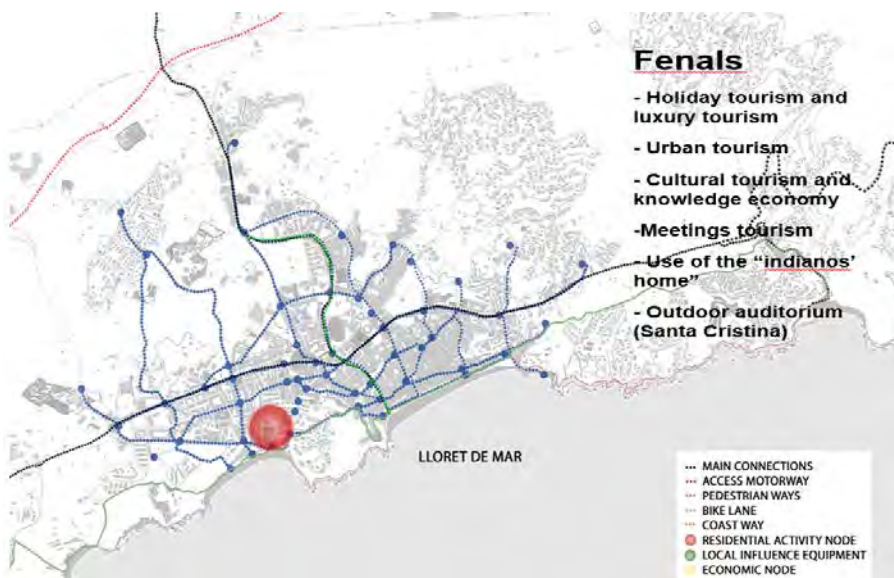 Fenals
- Holiday tourism and
luxury tourism
- Urban tourism
- Cultural tourism and
knowledge economy
-Meetings tourism
- Use of the “indianos’
home”
- Outdoor auditorium
(Santa Cristina)
LLORET DE MAR
MAIN CONNECTIONS
ACCESS MOTORWAY
PEDESTRIAN WAYS
BIKE LANE
COAST WAY
RESIDENTIAL ACTIVITY NODE
LOCAL INFLUENCE EQUIPMENT
ECONOMIC NODE